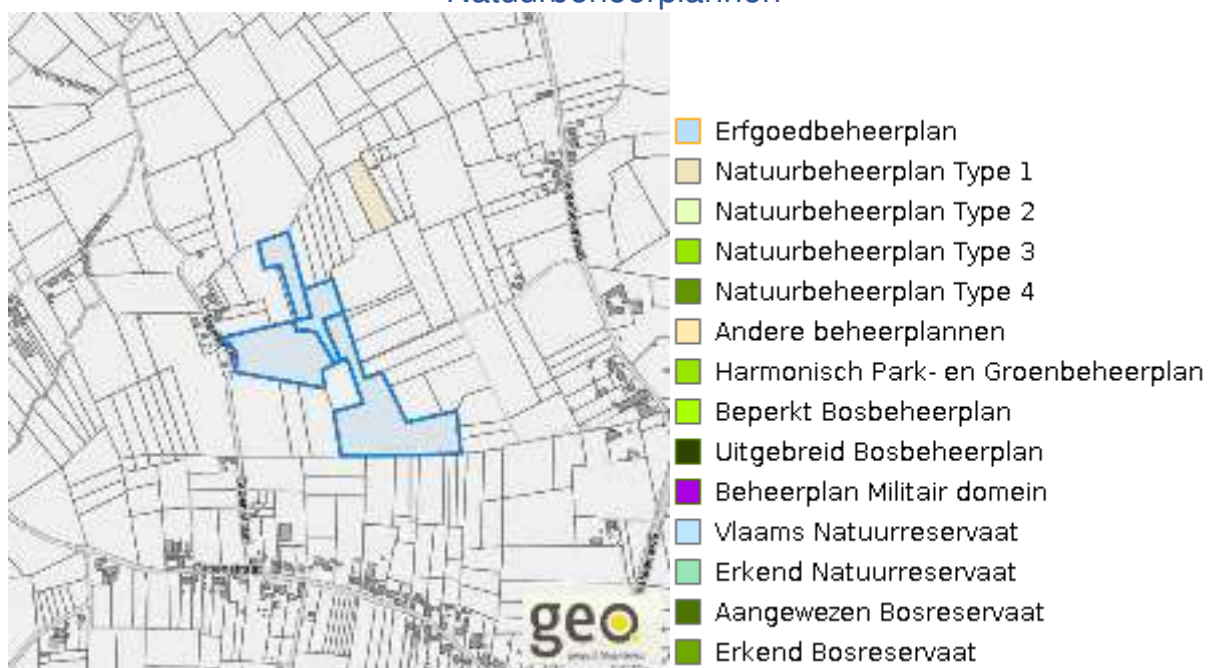 Natuurbeheerplannen
Erfgoedbeheerplan
Natuurbeheerplan Type 1
Natuurbeheerplan Type 2
Natuurbeheerplan Type 3
Natuurbeheerplan Type 4
Andere beheerplannen
Harmonisch Park- en Groenbeheerplan
Beperkt Bosbeheerplan
Uitgebreid Bosbeheerplan
Beheerplan Militair domein
Vlaams Natuurreservaat
Erkend Natuurreservaat
Aangewezen Bosreservaat
Erkend Bosreservaat
geo